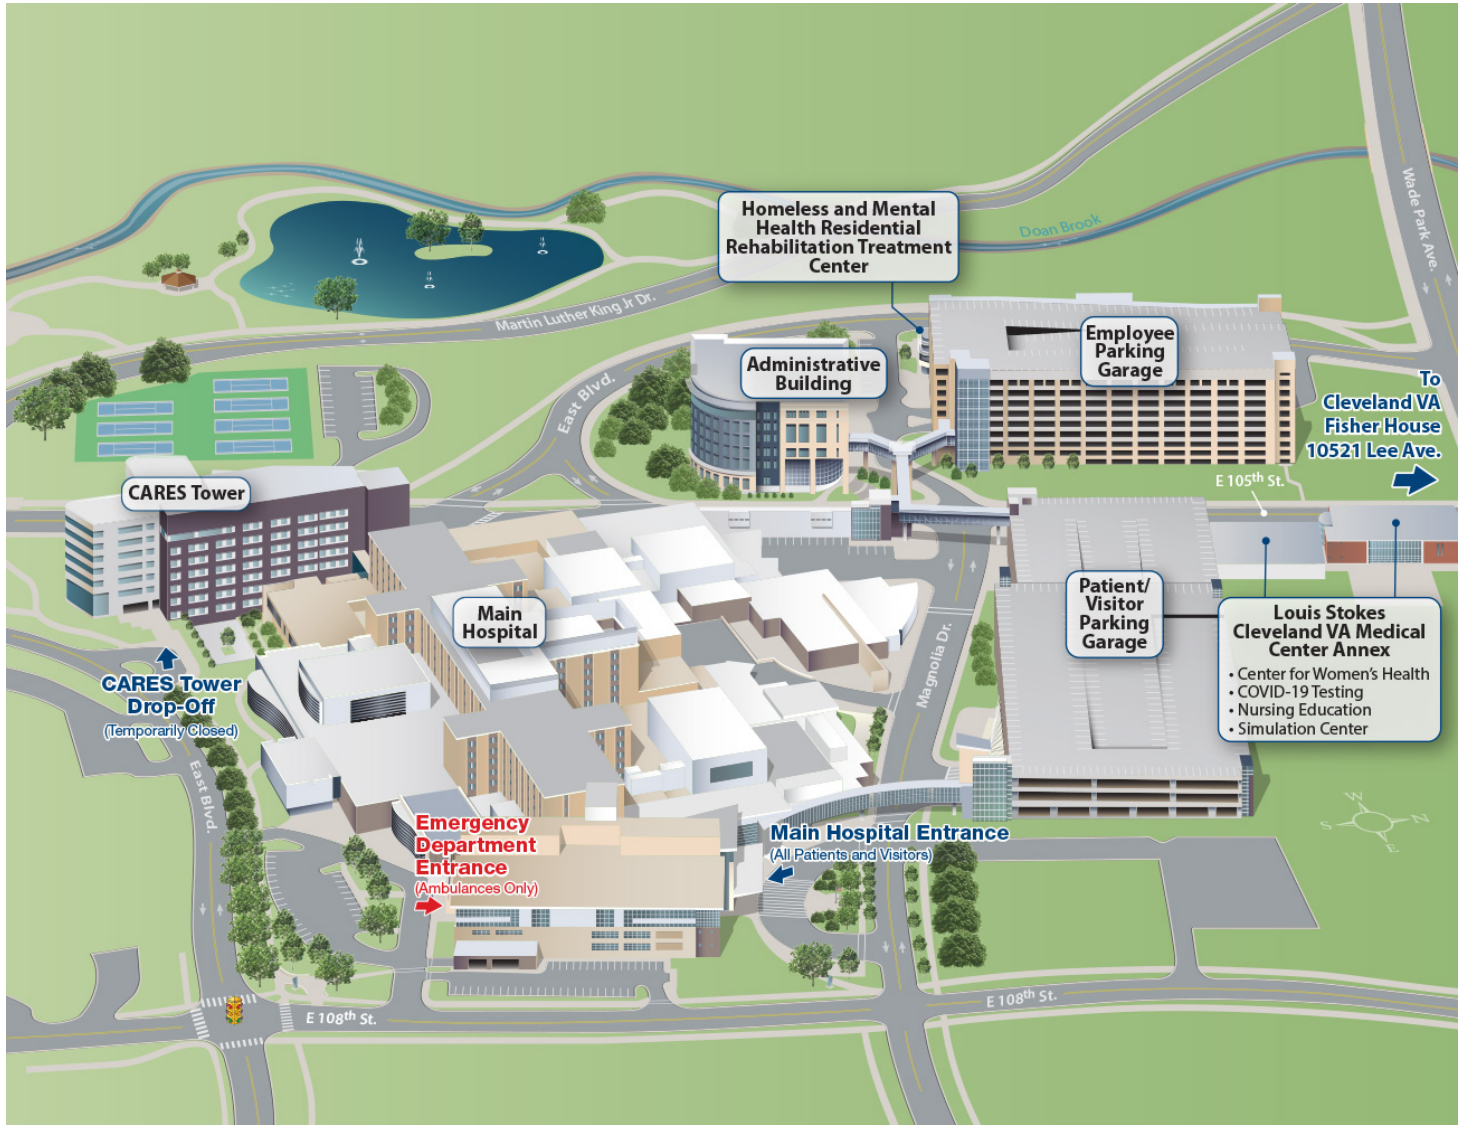 Wade Park Ave.
Homeless and Mental
Health Residential
Rehabilitation Treatment
Center
Doan Brook
Martin Luther King Jr Dr.
Employee
Parking
Garage
Administrative
Building
East Blvd.
To
Cleveland VA
Fisher House
10521 Lee Ave.
E 105th St.
CARES Tower
Main
Hospital
Patient/
Visitor
Parking
Garage
Louis Stokes
Cleveland VA Medical
Center Annex
• Center for Women's Health
• COVID-19 Testing
• Nursing Education
• Simulation Center
Magnolia Dr.
CARES Tower
Drop-Off
(Temporarily Closed)
East Blvd.
Emergency
Department
Entrance
(Ambulances Only)
Main Hospital Entrance
(All Patients and Visitors)
W
S
N
E
E 108th St.
E 108th St.